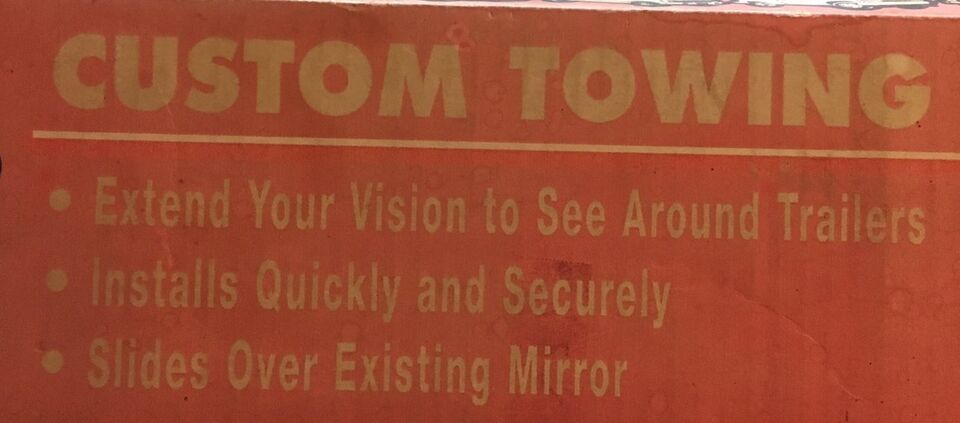 CUSTOM TOWING
• Extend Your Vision to See Around Trailers
• Installs Quickly and Securely
• Slides Over Existing Mirror